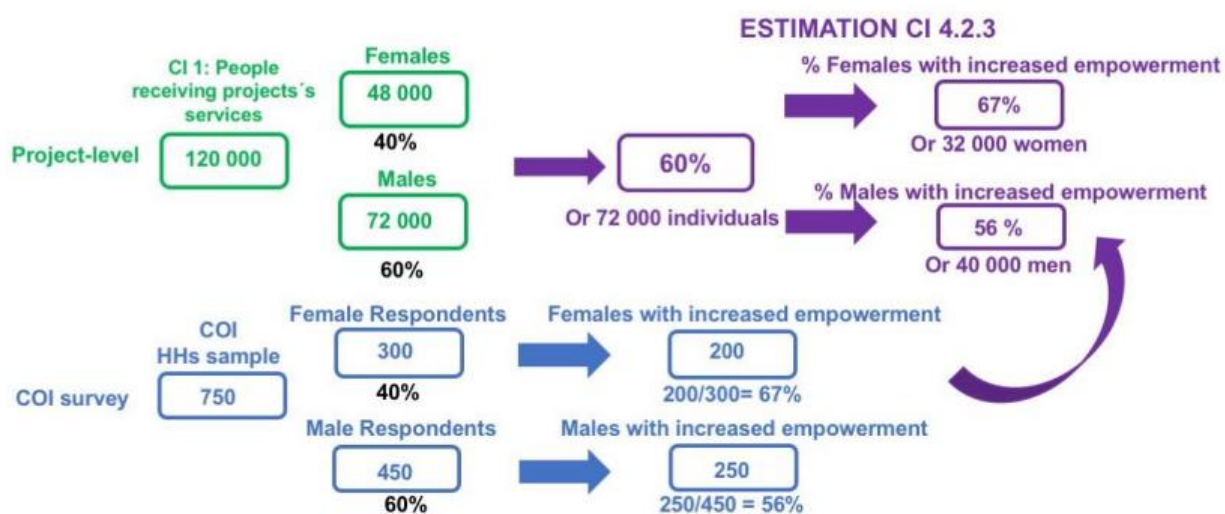 ESTIMATION CI 4.2.3
CI 1: People
receiving projects´s
services
Project-level
120 000
Females
48 000
40%
Males
72 000
60%
60%
Or 72 000 individuals
% Females with increased empowerment
67%
Or 32 000 women
% Males with increased empowerment
56 %
Or 40 000 men
COI
HHs sample
COI survey
750
Female Respondents
300
40%
Females with increased empowerment
200
200/300= 67%
Male Respondents
450
60%
Males with increased empowerment
250
250/450 = 56%